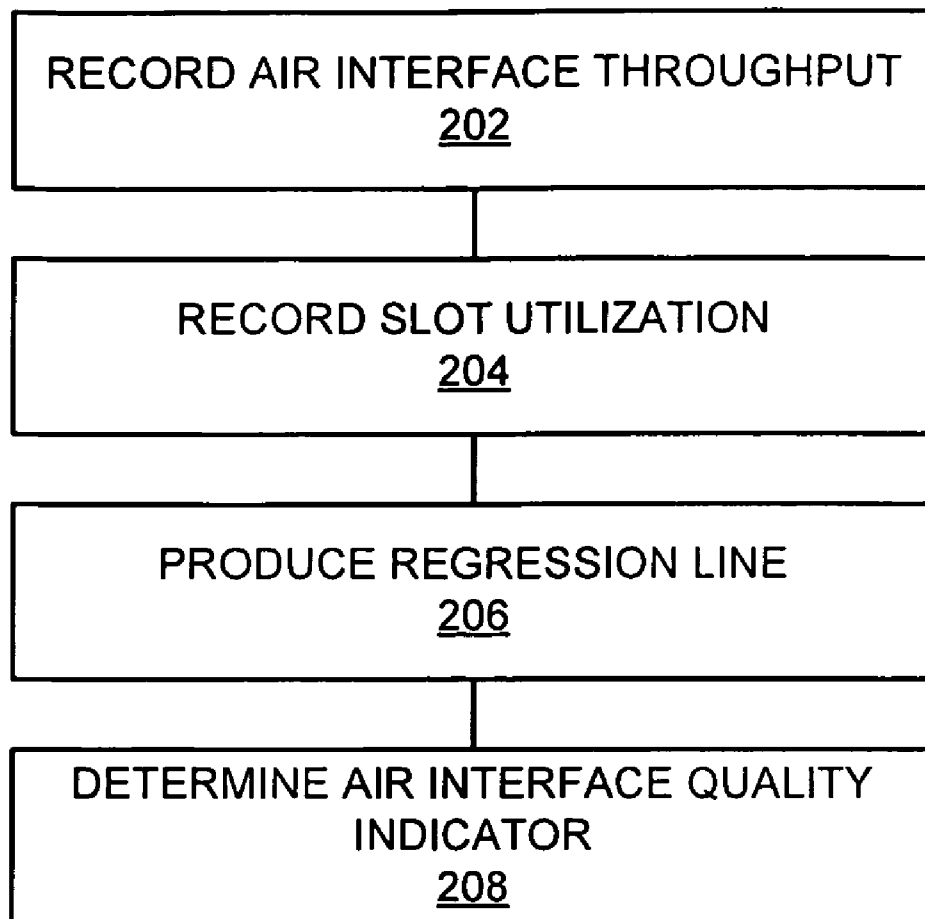 RECORD AIR INTERFACE THROUGHPUT
202
RECORD SLOT UTILIZATION
204
PRODUCE REGRESSION LINE
206
DETERMINE AIR INTERFACE QUALITY
INDICATOR
208